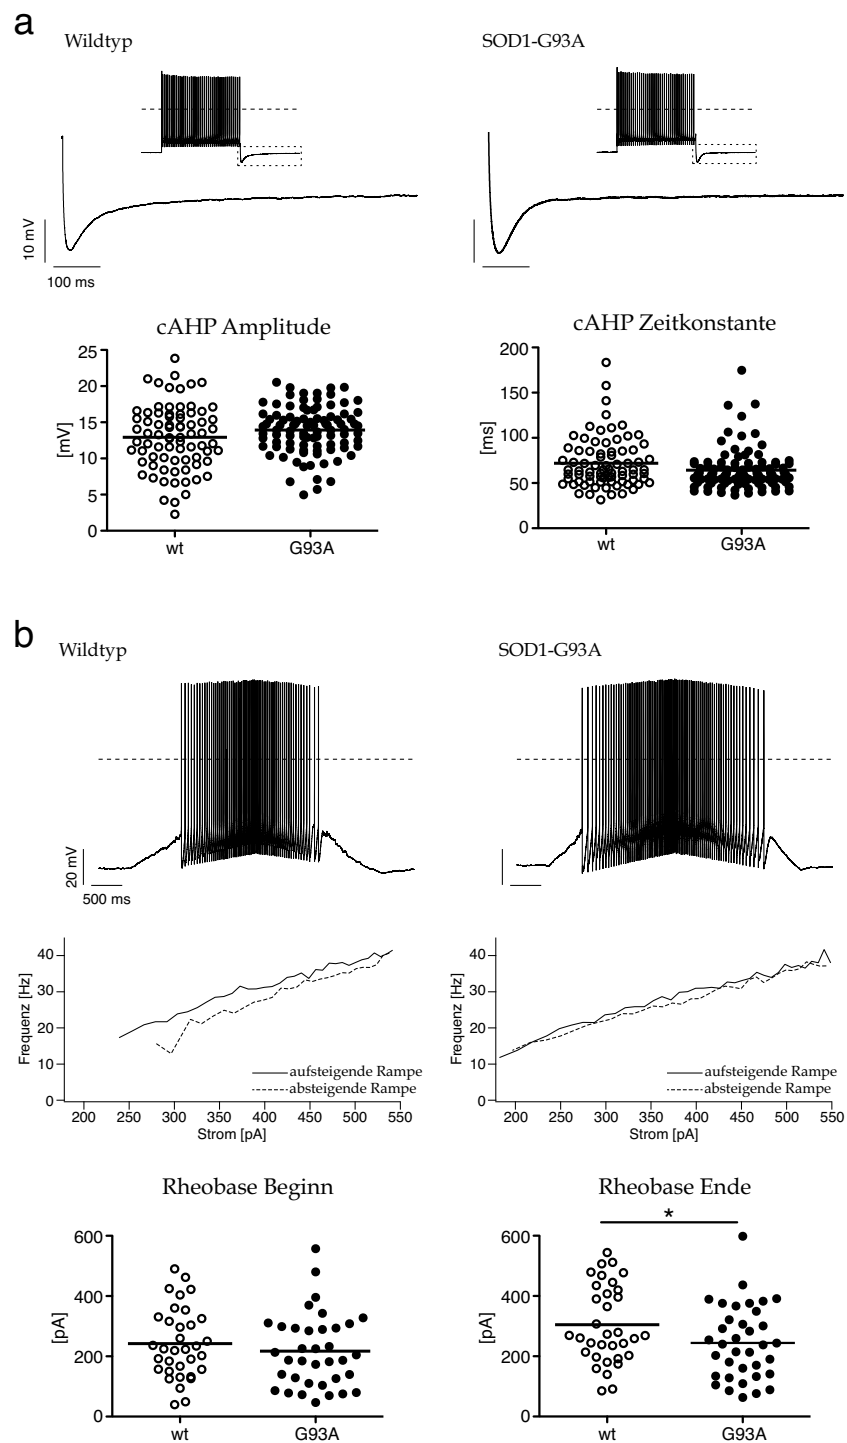 a
Wildtyp
SOD1-G93A
10 mV
100 ms
cAHP Amplitude
25
20
15
10
5
0
[mV]
wt
G93A
cAHP Zeitkonstante
200
150
100
50
0
[ms]
wt
G93A
b
Wildtyp
SOD1-G93A
20 mV
500 ms
40
30
20
10
0
Frequenz [Hz]
aufsteigende Rampe
absteigende Rampe
200 250 300 350 400 450 500 550
Strom [pA]
40
30
20
10
0
Frequenz [Hz]
aufsteigende Rampe
absteigende Rampe
200 250 300 350 400 450 500 550
Strom [pA]
Rheobase Beginn
600
400
200
0
[pA]
wt
G93A
Rheobase Ende
*
600
400
200
0
[pA]
wt
G93A